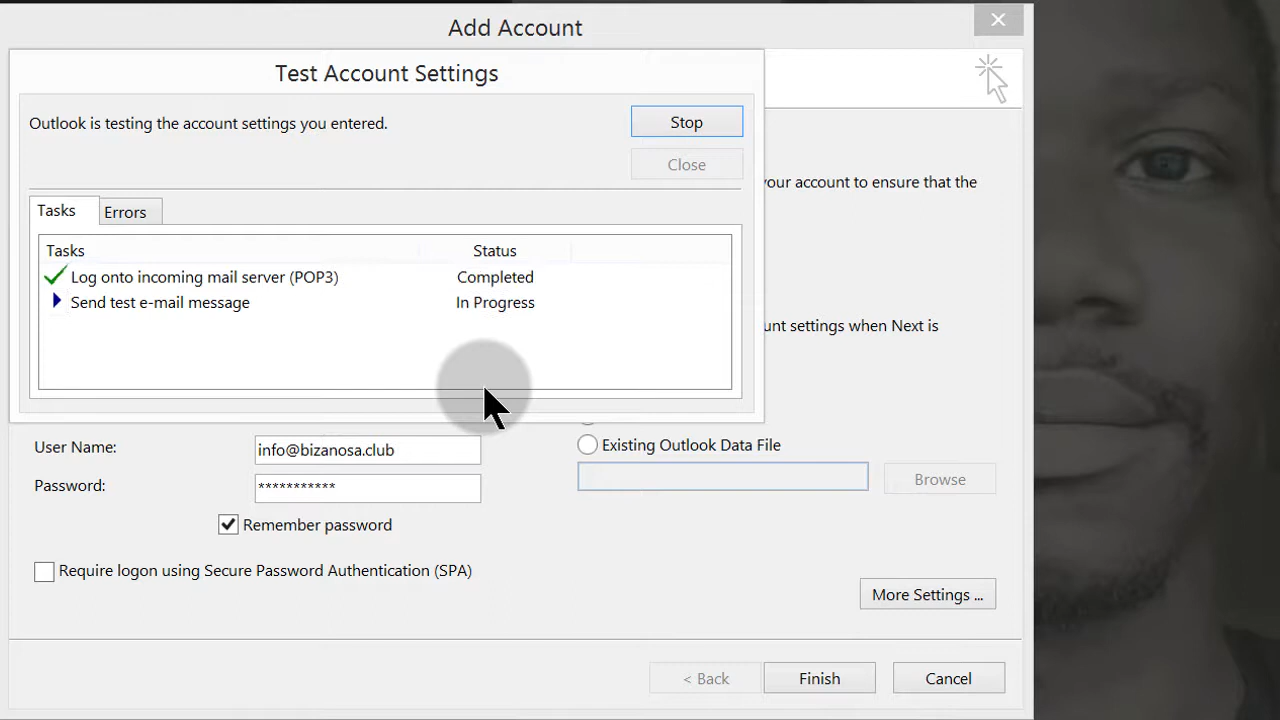 Add Account
Test Account Settings
Outlook is testing the account settings you entered.
Stop
Close
your account to ensure that the
Tasks
Errors
Tasks Status
Log onto incoming mail server (POP3) Completed
Send test e-mail message In Progress
unt settings when Next is
User Name: info@bizanosa.club
Existing Outlook Data File
Password: ***********
Browse
Remember password
Require logon using Secure Password Authentication (SPA)
More Settings ...
< Back
Finish
Cancel